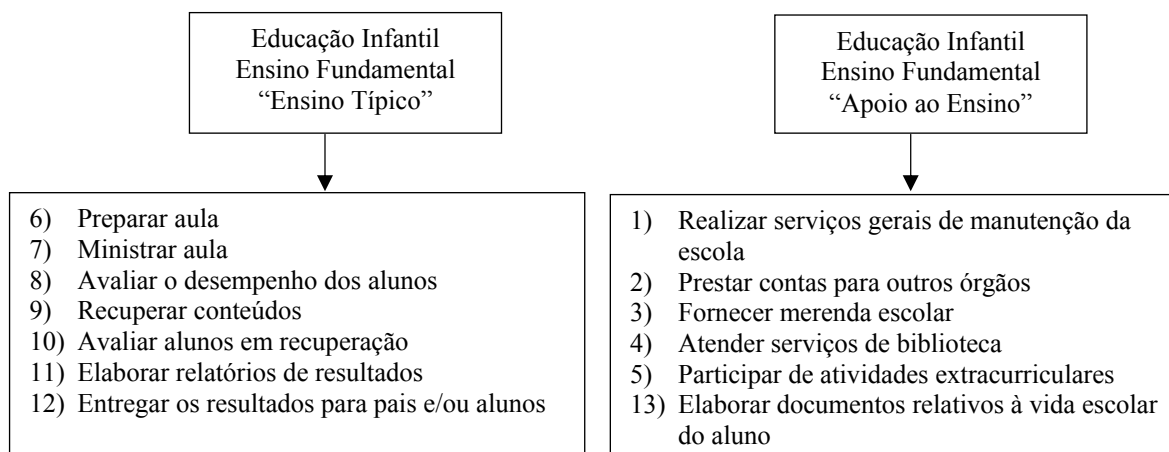 Educação Infantil
Ensino Fundamental
“Ensino Típico”
6) Preparar aula
7) Ministrar aula
8) Avaliar o desempenho dos alunos
9) Recuperar conteúdos
10) Avaliar alunos em recuperação
11) Elaborar relatórios de resultados
12) Entregar os resultados para pais e/ou alunos
Educação Infantil
Ensino Fundamental
“Apoio ao Ensino”
1) Realizar serviços gerais de manutenção da
escola
2) Prestar contas para outros órgãos
3) Fornecer merenda escolar
4) Atender serviços de biblioteca
5) Participar de atividades extracurriculares
13) Elaborar documentos relativos à vida escolar
do aluno